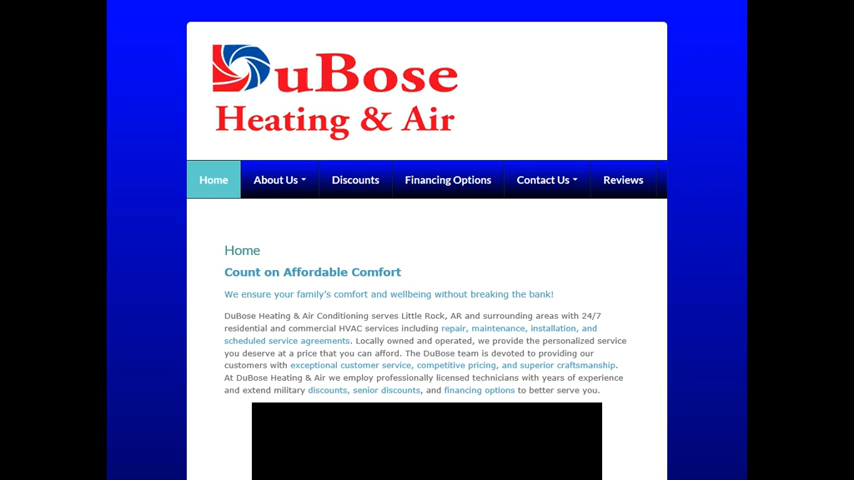 DuBose
Heating & Air
Home About Us Discounts Financing Options Contact Us Reviews
Home
Count on Affordable Comfort
We ensure your family's comfort and wellbeing without breaking the bank!
DuBose Heating & Air Conditioning serves Little Rock, AR and surrounding areas with 24/7
residential and commercial HVAC services including repair, maintenance, installation, and
scheduled service agreements. Locally owned and operated, we provide the personalized service
you deserve at a price that you can afford. The DuBose team is devoted to providing our
customers with exceptional customer service, competitive pricing, and superior craftsmanship.
At DuBose Heating & Air we employ professionally licensed technicians with years of experience
and extend military discounts, senior discounts, and financing options to better serve you.